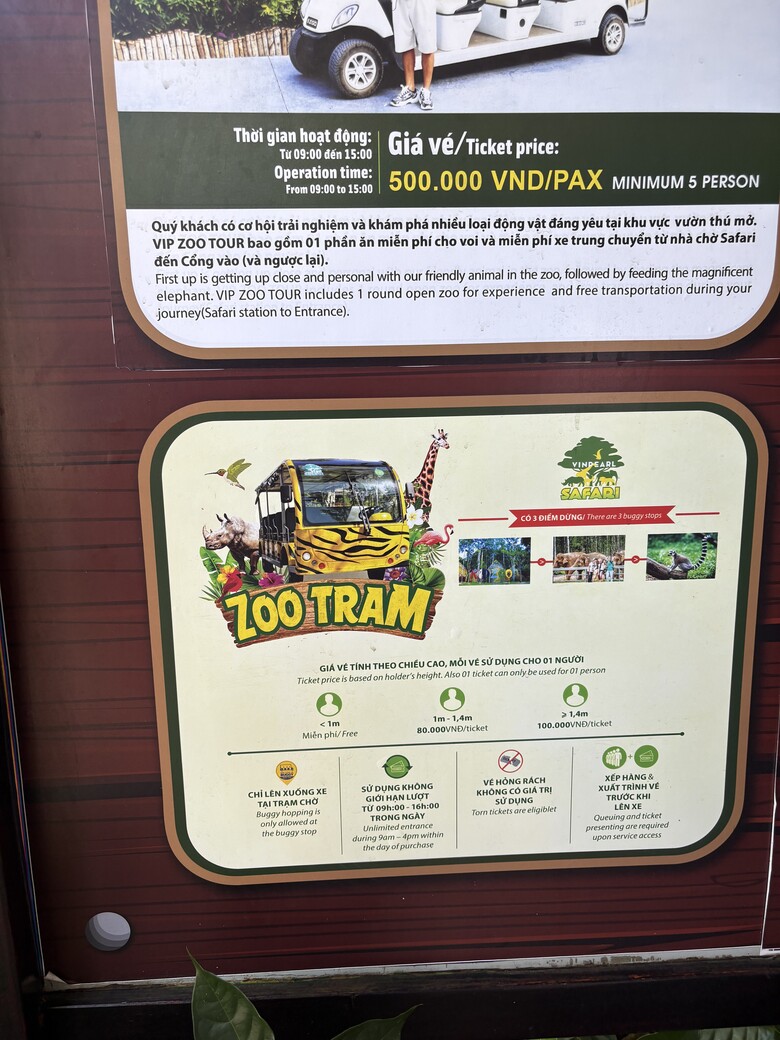 Thời gian hoạt động:
Từ 09:00 đến 15:00
Operation time:
From 09:00 to 15:00
Giá vé/Ticket price:
500.000 VND/PAX MINIMUM 5 PERSON
Quý khách có cơ hội trải nghiệm và khám phá nhiều loại động vật đáng yêu tại khu vực vườn thú mở.
VIP ZOO TOUR bao gồm 01 phần ăn miễn phí cho voi và miễn phí xe trung chuyển từ nhà chờ Safari
đến Cổng vào (và ngược lại).
First up is getting up close and personal with our friendly animal in the zoo, followed by feeding the magnificent
elephant. VIP ZOO TOUR includes 1 round open zoo for experience and free transportation during your
journey(Safari station to Entrance).
VINPEARL
SAFARI
CÓ 3 ĐIỂM DỪNG/ There are 3 buggy stops
ZOO TRAM
GIÁ VÉ TÍNH THEO CHIỀU CAO, MỖI VÉ SỬ DỤNG CHO 01 NGƯỜI
Ticket price is based on holder's height. Also 01 ticket can only be used for 01 person
< 1m
Miễn phí/ Free
1m - 1,4m
80.000VNĐ/ticket
⩾ 1,4m
100.000VNĐ/ticket
CHỈ LÊN XUỐNG XE
TẠI TRẠM CHỜ
Buggy hopping is
only allowed at
the buggy stop
SỬ DỤNG KHÔNG
GIỚI HẠN LƯỢT
TỪ 09h:00 - 16h:00
TRONG NGÀY
Unlimited entrance
during 9am – 4pm within
the day of purchase
VÉ HỎNG RÁCH
KHÔNG CÓ GIÁ TRỊ
SỬ DỤNG
Torn tickets are eligiblet
XẾP HÀNG &
XUẤT TRÌNH VÉ
TRƯỚC KHI
LÊN XE
Queuing and ticket
presenting are required
upon service access